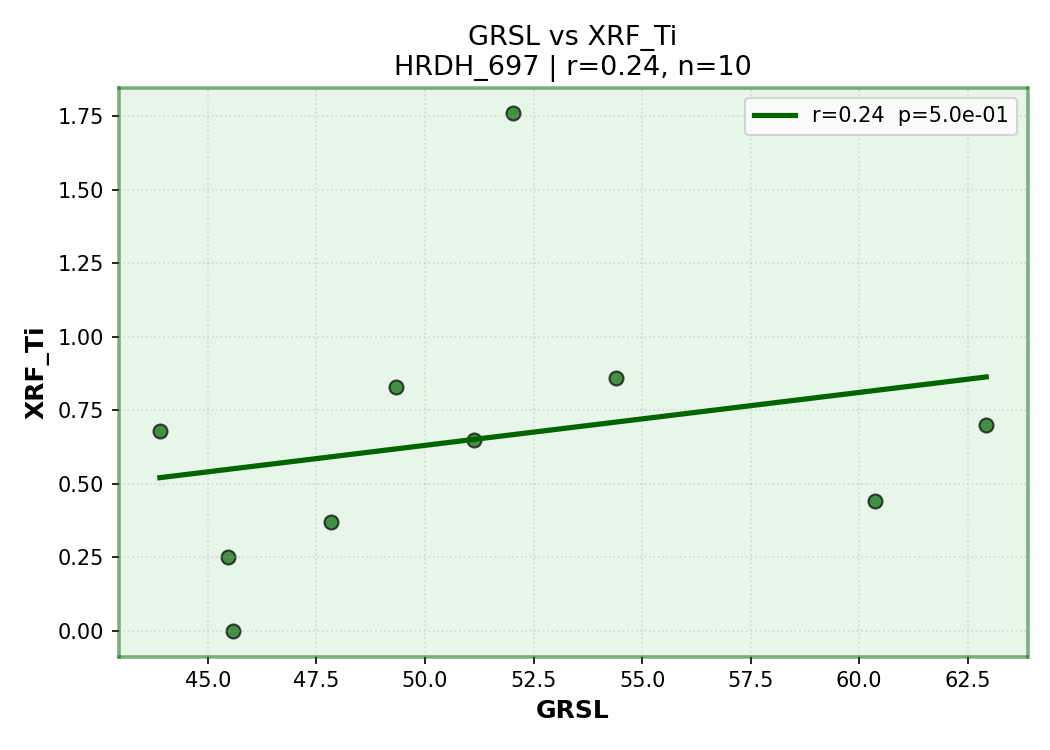 GRSL vs XRF_Ti
HRDH_697 | r=0.24, n=10
r=0.24  p=5.0e-01
XRF_Ti
1.75
1.50
1.25
1.00
0.75
0.50
0.25
0.00
45.0 47.5 50.0 52.5 55.0 57.5 60.0 62.5
GRSL